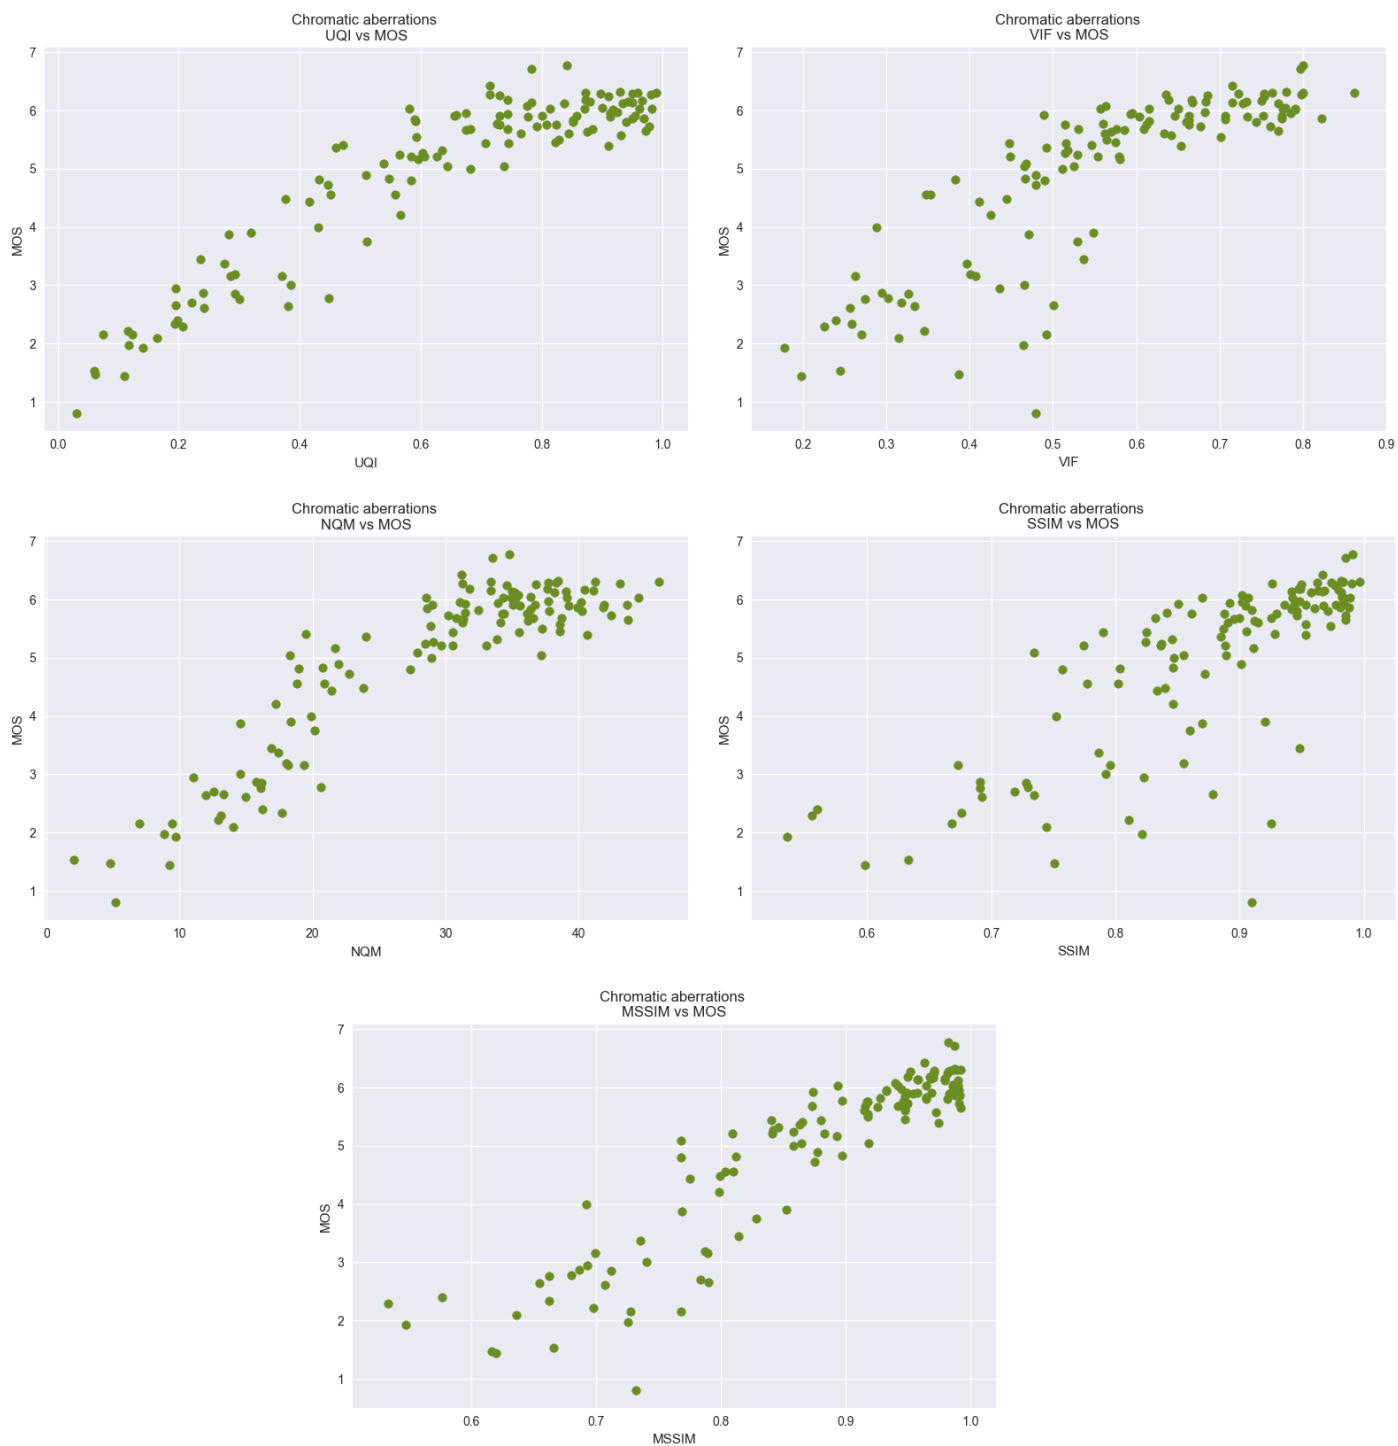 Chromatic aberrations
UQI vs MOS
7
6
5
4
3
2
1
MOS
0.0 0.2 0.4 0.6 0.8 1.0
UQI
Chromatic aberrations
VIF vs MOS
7
6
5
4
3
2
1
MOS
0.2 0.3 0.4 0.5 0.6 0.7 0.8 0.9
VIF
Chromatic aberrations
NQM vs MOS
7
6
5
4
3
2
1
MOS
0 10 20 30 40
NQM
Chromatic aberrations
SSIM vs MOS
7
6
5
4
3
2
1
MOS
0.6 0.7 0.8 0.9 1.0
SSIM
Chromatic aberrations
MSSIM vs MOS
7
6
5
4
3
2
1
MOS
0.6 0.7 0.8 0.9 1.0
MSSIM